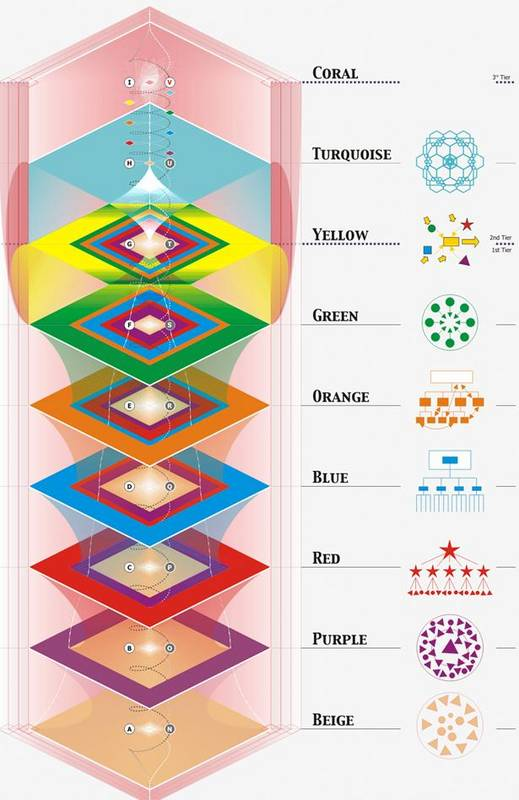 I V
CORAL
3rd Tier
H U
TURQUOISE
YELLOW
2nd Tier
1st Tier
G T
GREEN
F S
E R
ORANGE
D Q
BLUE
C P
RED
B O
PURPLE
A N
BEIGE